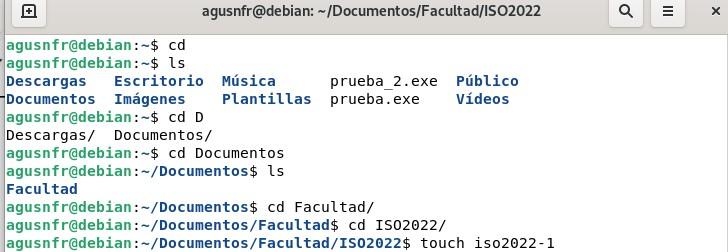 agusnfr@debian: ~/Documentos/Facultad/ISO2022
agusnfr@debian:~$ cd
agusnfr@debian:~$ ls
Descargas   Escritorio  Música      prueba_2.exe  Público
Documentos  Imágenes    Plantillas  prueba.exe    Vídeos
agusnfr@debian:~$ cd D
Descargas/  Documentos/
agusnfr@debian:~$ cd Documentos
agusnfr@debian:~/Documentos$ ls
Facultad
agusnfr@debian:~/Documentos$ cd Facultad/
agusnfr@debian:~/Documentos/Facultad$ cd ISO2022/
agusnfr@debian:~/Documentos/Facultad/ISO2022$ touch iso2022-1